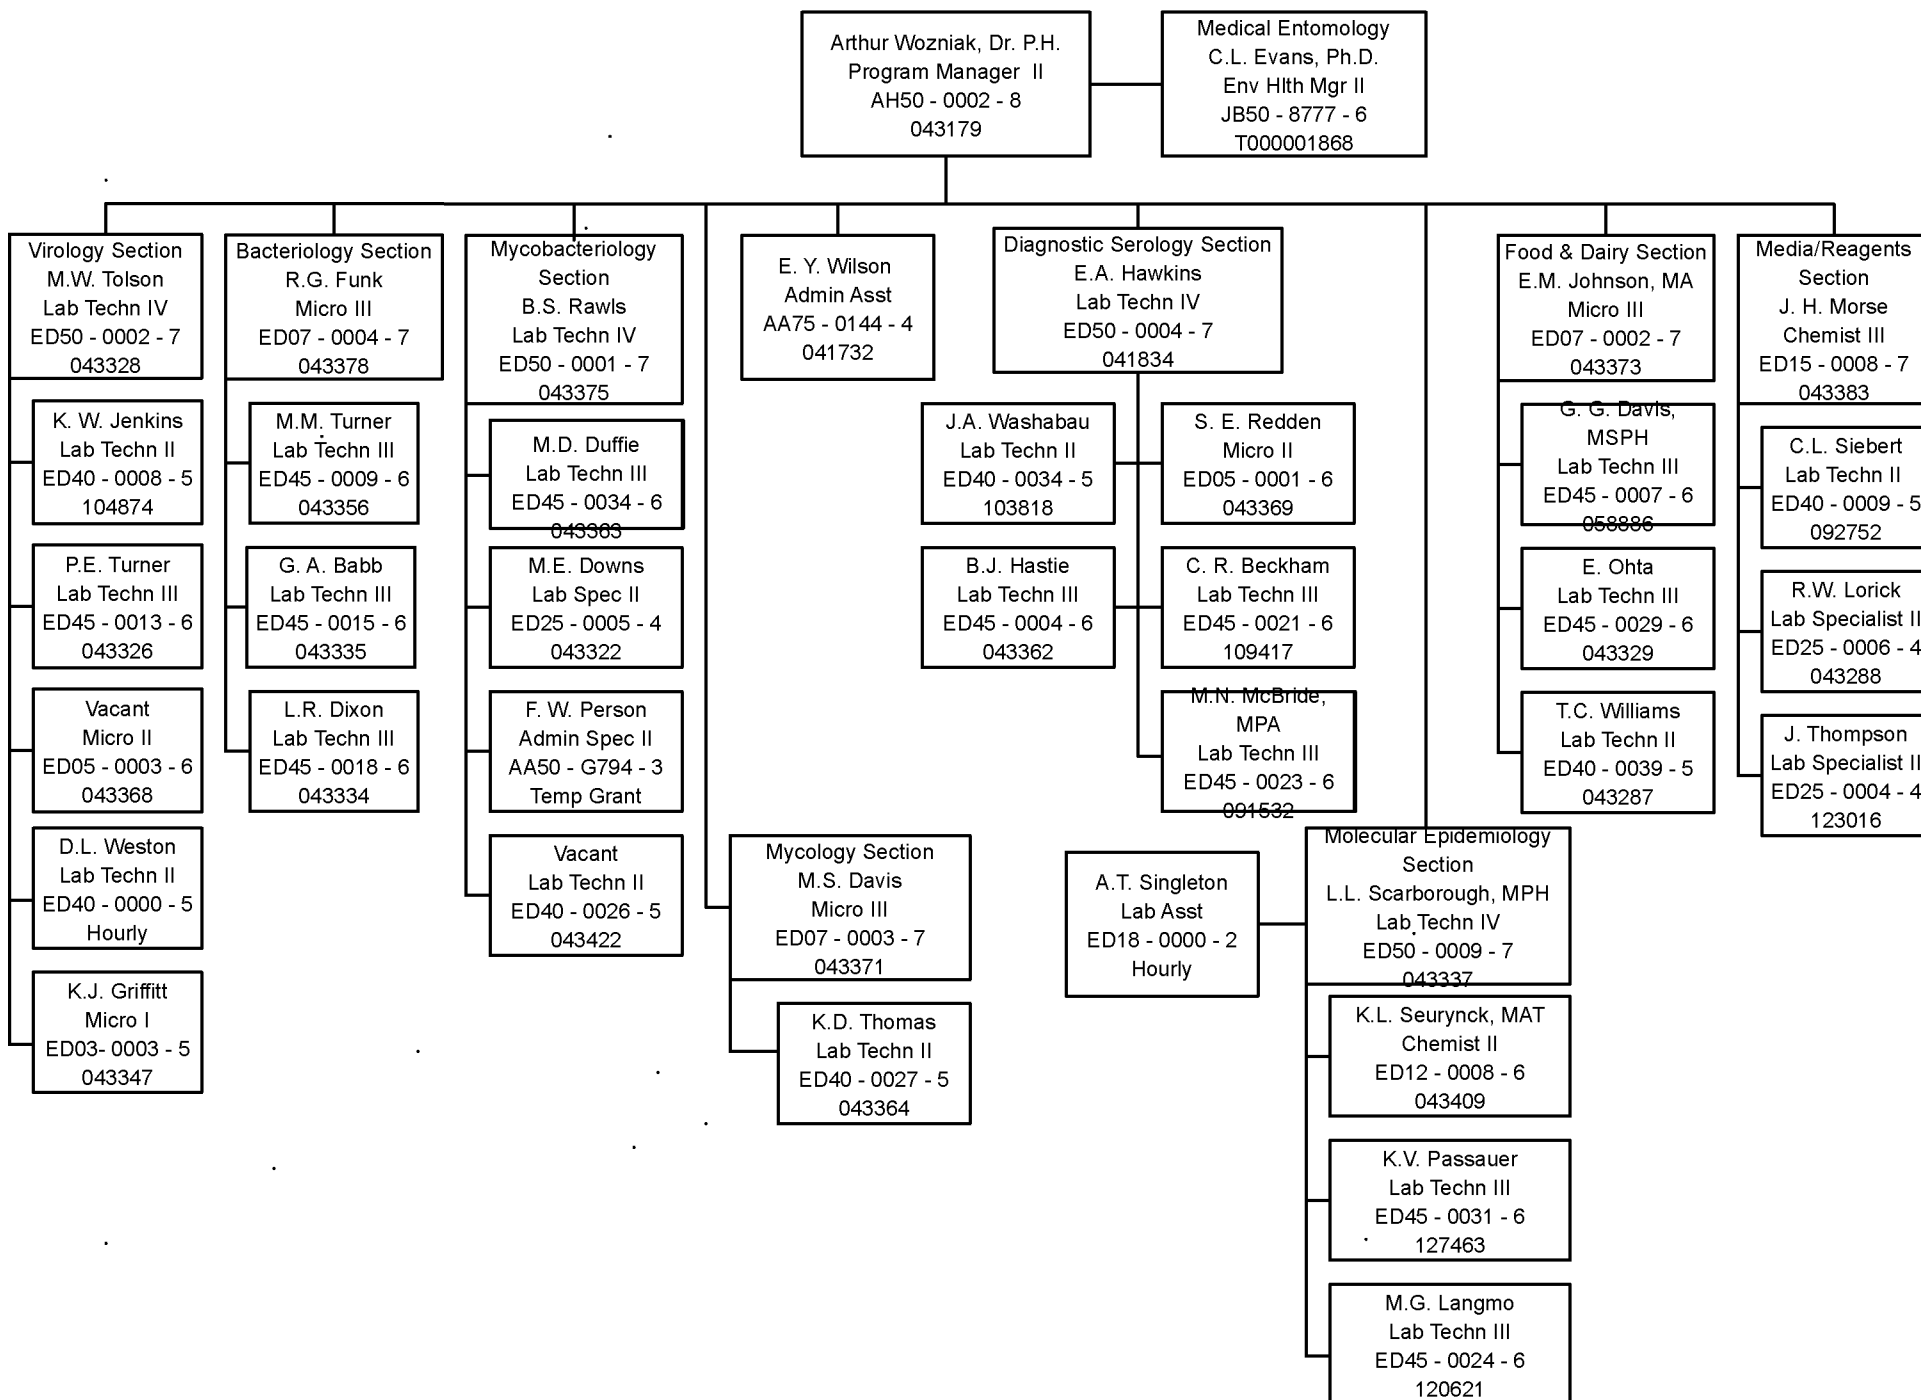 Arthur Wozniak, Dr. P.H.
Program Manager II
AH50 - 0002 - 8
043179
Medical Entomology
C.L. Evans, Ph.D.
Env Hlth Mgr II
JB50 - 8777 - 6
T000001868
Virology Section
M.W. Tolson
Lab Techn IV
ED50 - 0002 - 7
043328
K. W. Jenkins
Lab Techn II
ED40 - 0008 - 5
104874
P.E. Turner
Lab Techn III
ED45 - 0013 - 6
043326
Vacant
Micro II
ED05 - 0003 - 6
043368
D.L. Weston
Lab Techn II
ED40 - 0000 - 5
Hourly
K.J. Griffitt
Micro I
ED03- 0003 - 5
043347
Bacteriology Section
R.G. Funk
Micro III
ED07 - 0004 - 7
043378
M.M. Turner
Lab Techn III
ED45 - 0009 - 6
043356
G. A. Babb
Lab Techn III
ED45 - 0015 - 6
043335
L.R. Dixon
Lab Techn III
ED45 - 0018 - 6
043334
Mycobacteriology
Section
B.S. Rawls
Lab Techn IV
ED50 - 0001 - 7
043375
M.D. Duffie
Lab Techn III
ED45 - 0034 - 6
043363
M.E. Downs
Lab Spec II
ED25 - 0005 - 4
043322
F. W. Person
Admin Spec II
AA50 - G794 - 3
Temp Grant
Vacant
Lab Techn II
ED40 - 0026 - 5
043422
E. Y. Wilson
Admin Asst
AA75 - 0144 - 4
041732
Mycology Section
M.S. Davis
Micro III
ED07 - 0003 - 7
043371
K.D. Thomas
Lab Techn II
ED40 - 0027 - 5
043364
Diagnostic Serology Section
E.A. Hawkins
Lab Techn IV
ED50 - 0004 - 7
041834
J.A. Washabau
Lab Techn II
ED40 - 0034 - 5
103818
S. E. Redden
Micro II
ED05 - 0001 - 6
043369
B.J. Hastie
Lab Techn III
ED45 - 0004 - 6
043362
C. R. Beckham
Lab Techn III
ED45 - 0021 - 6
109417
M.N. McBride,
MPA
Lab Techn III
ED45 - 0023 - 6
091532
A.T. Singleton
Lab Asst
ED18 - 0000 - 2
Hourly
Molecular Epidemiology
Section
L.L. Scarborough, MPH
Lab Techn IV
ED50 - 0009 - 7
043337
K.L. Seurynck, MAT
Chemist II
ED12 - 0008 - 6
043409
K.V. Passauer
Lab Techn III
ED45 - 0031 - 6
127463
M.G. Langmo
Lab Techn III
ED45 - 0024 - 6
120621
Food & Dairy Section
E.M. Johnson, MA
Micro III
ED07 - 0002 - 7
043373
G. G. Davis,
MSPH
Lab Techn III
ED45 - 0007 - 6
058886
E. Ohta
Lab Techn III
ED45 - 0029 - 6
043329
T.C. Williams
Lab Techn II
ED40 - 0039 - 5
043287
Media/Reagents
Section
J. H. Morse
Chemist III
ED15 - 0008 - 7
043383
C.L. Siebert
Lab Techn II
ED40 - 0009 - 5
092752
R.W. Lorick
Lab Specialist II
ED25 - 0006 - 4
043288
J. Thompson
Lab Specialist II
ED25 - 0004 - 4
123016